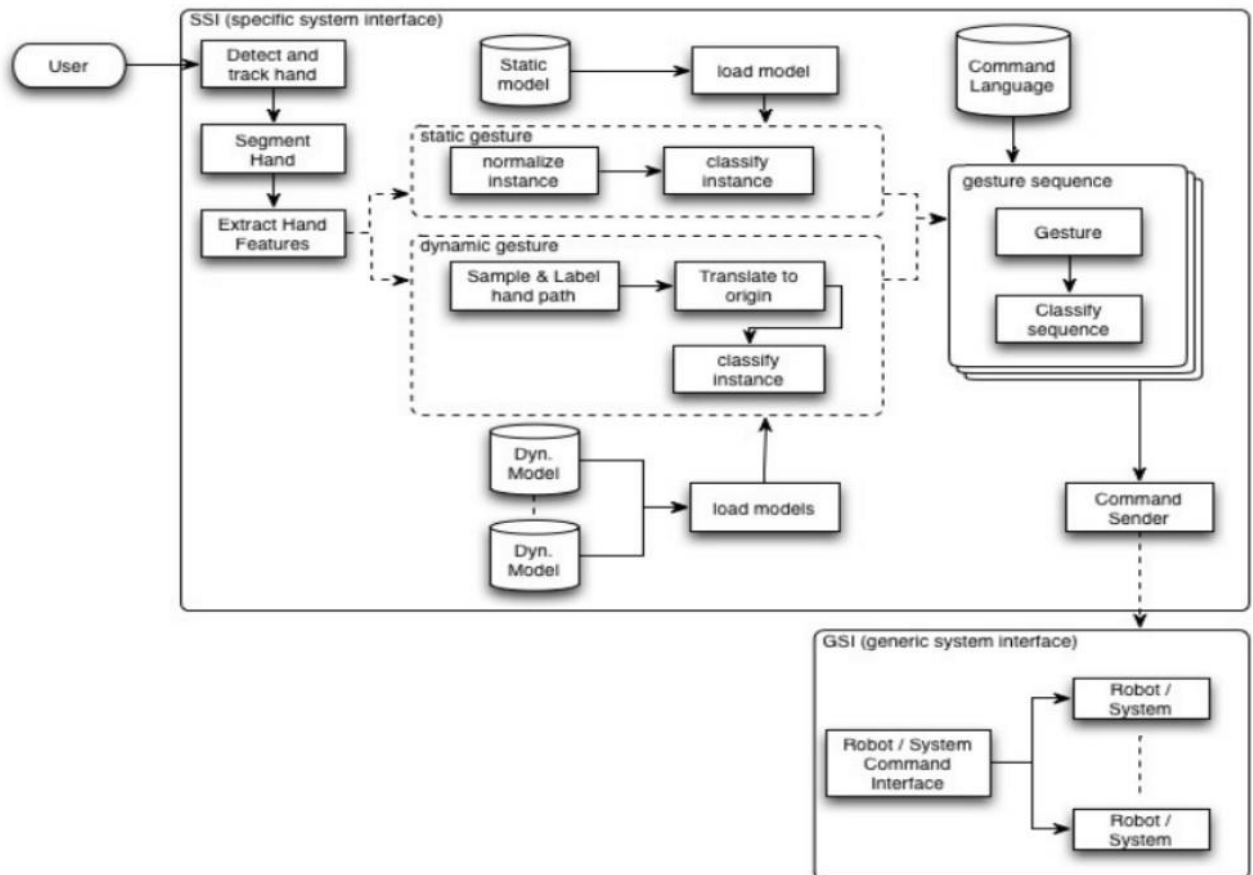 SSI (specific system interface)
User
Detect and
track hand
Segment
Hand
Extract Hand
Features
Static
model
load model
static gesture
normalize
instance
classify
instance
dynamic gesture
Sample & Label
hand path
Translate to
origin
classify
instance
Dyn.
Model
Dyn.
Model
load models
Command
Language
gesture sequence
Gesture
Classify
sequence
Command
Sender
GSI (generic system interface)
Robot / System
Command
Interface
Robot /
System
Robot /
System